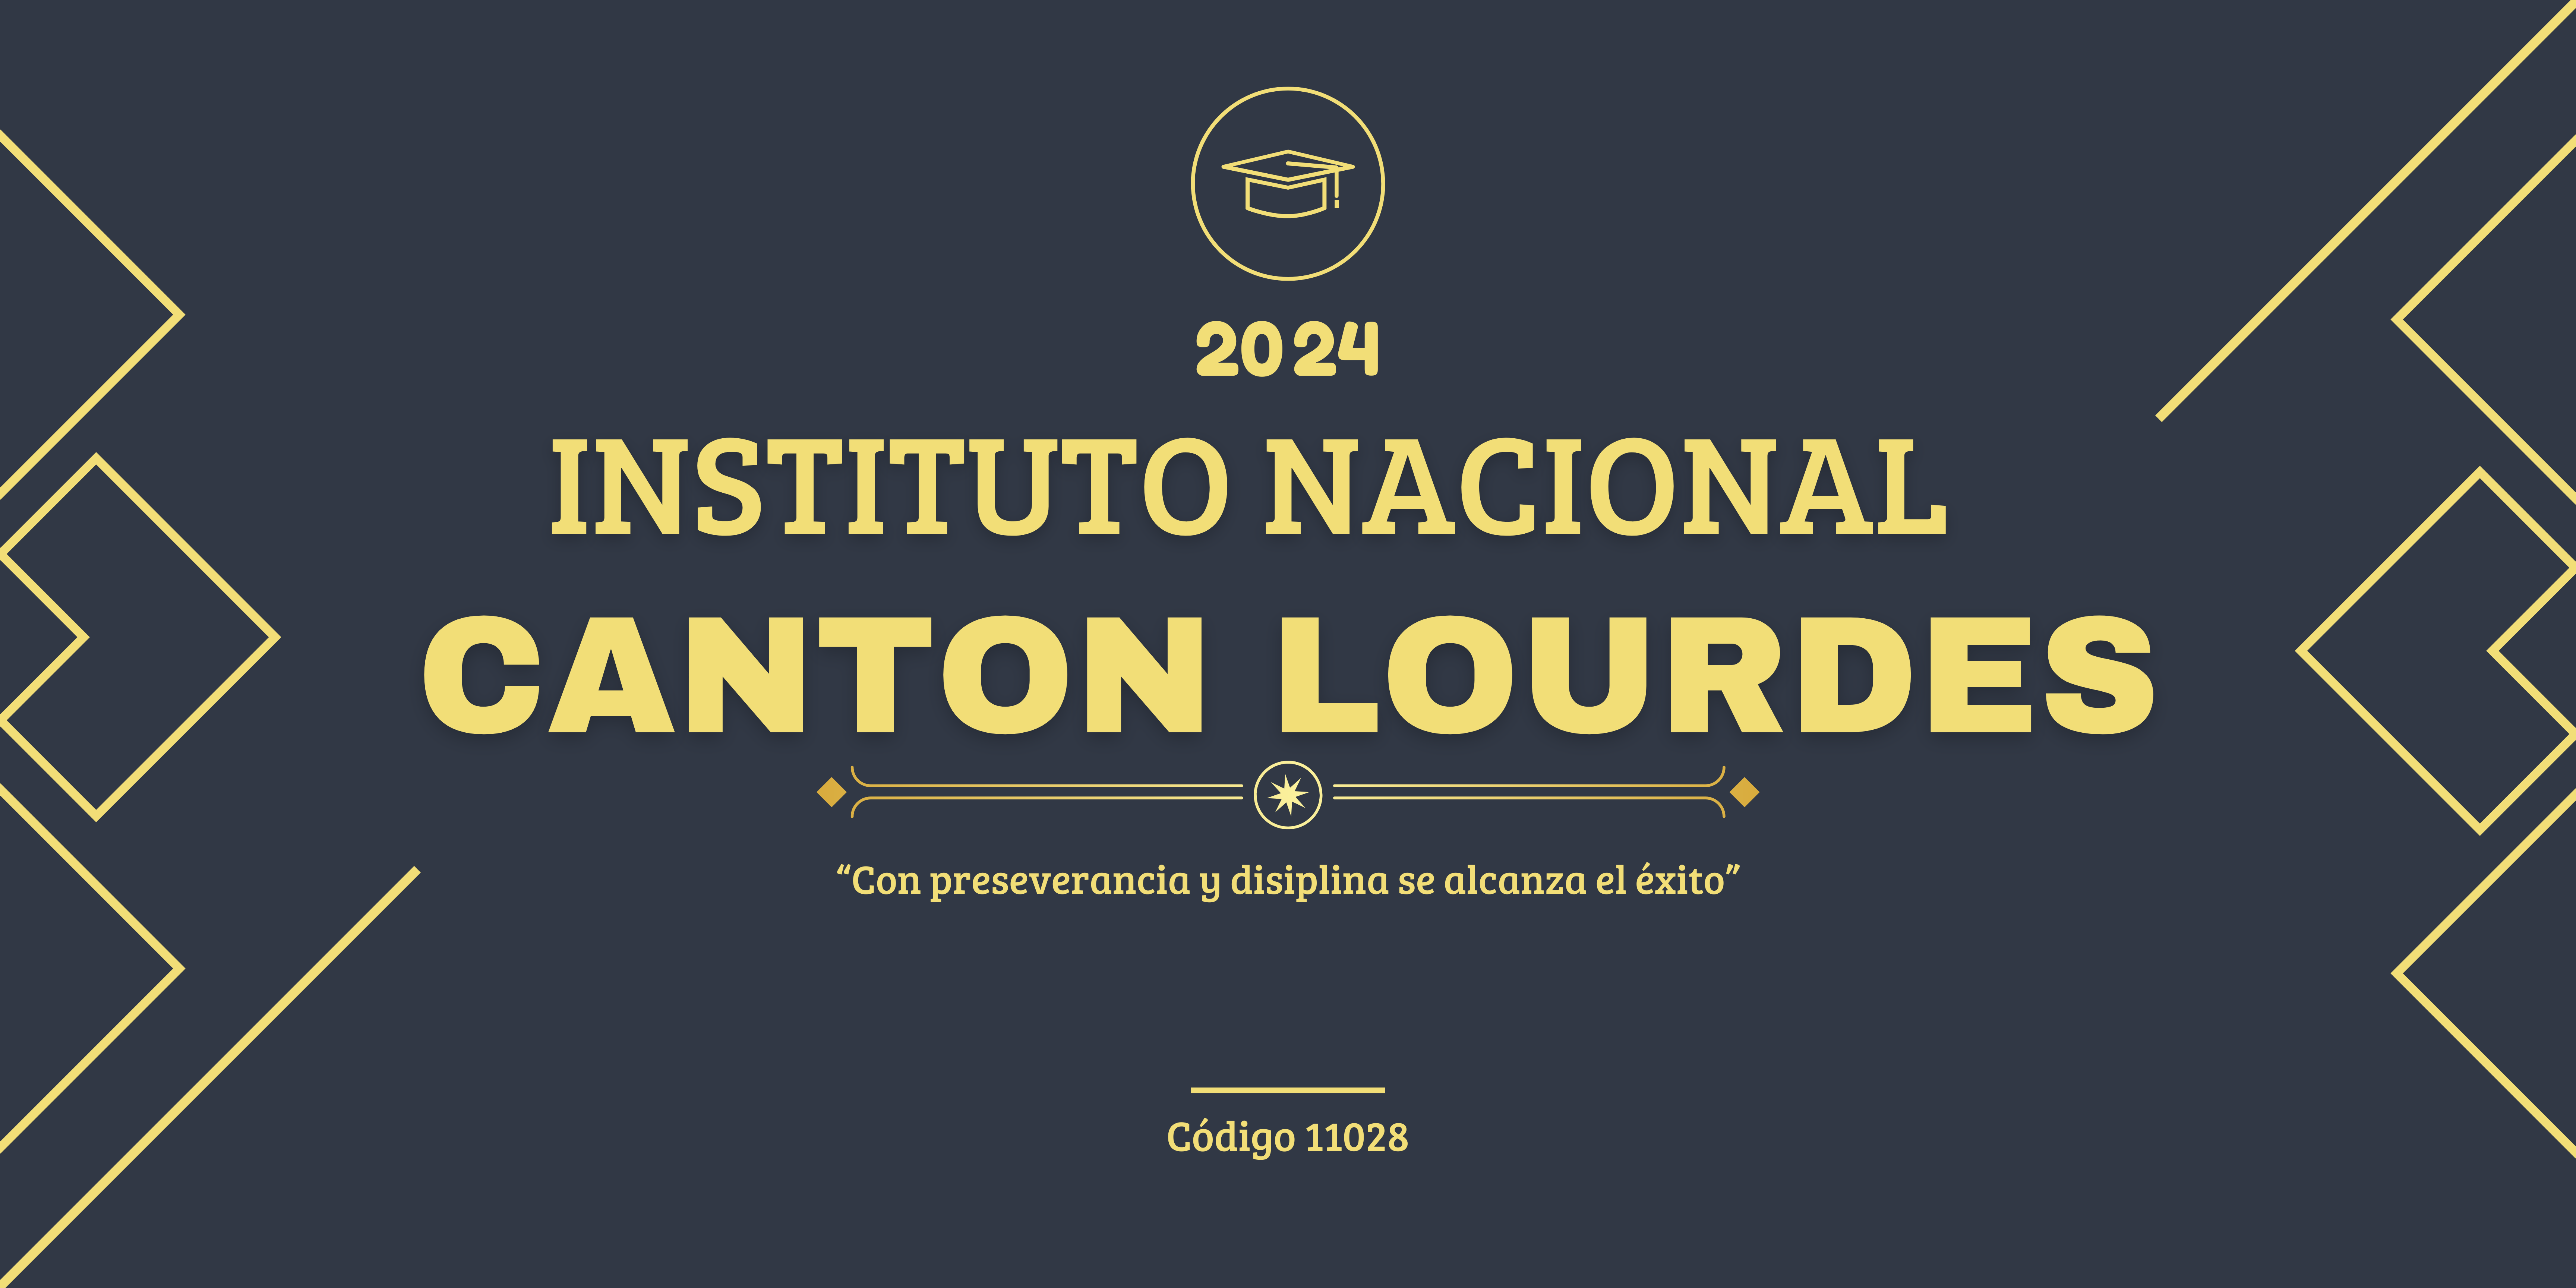 2024
INSTITUTO NACIONAL
CANTON LOURDES
“Con preseverancia y disiplina se alcanza el éxito”
Código 11028